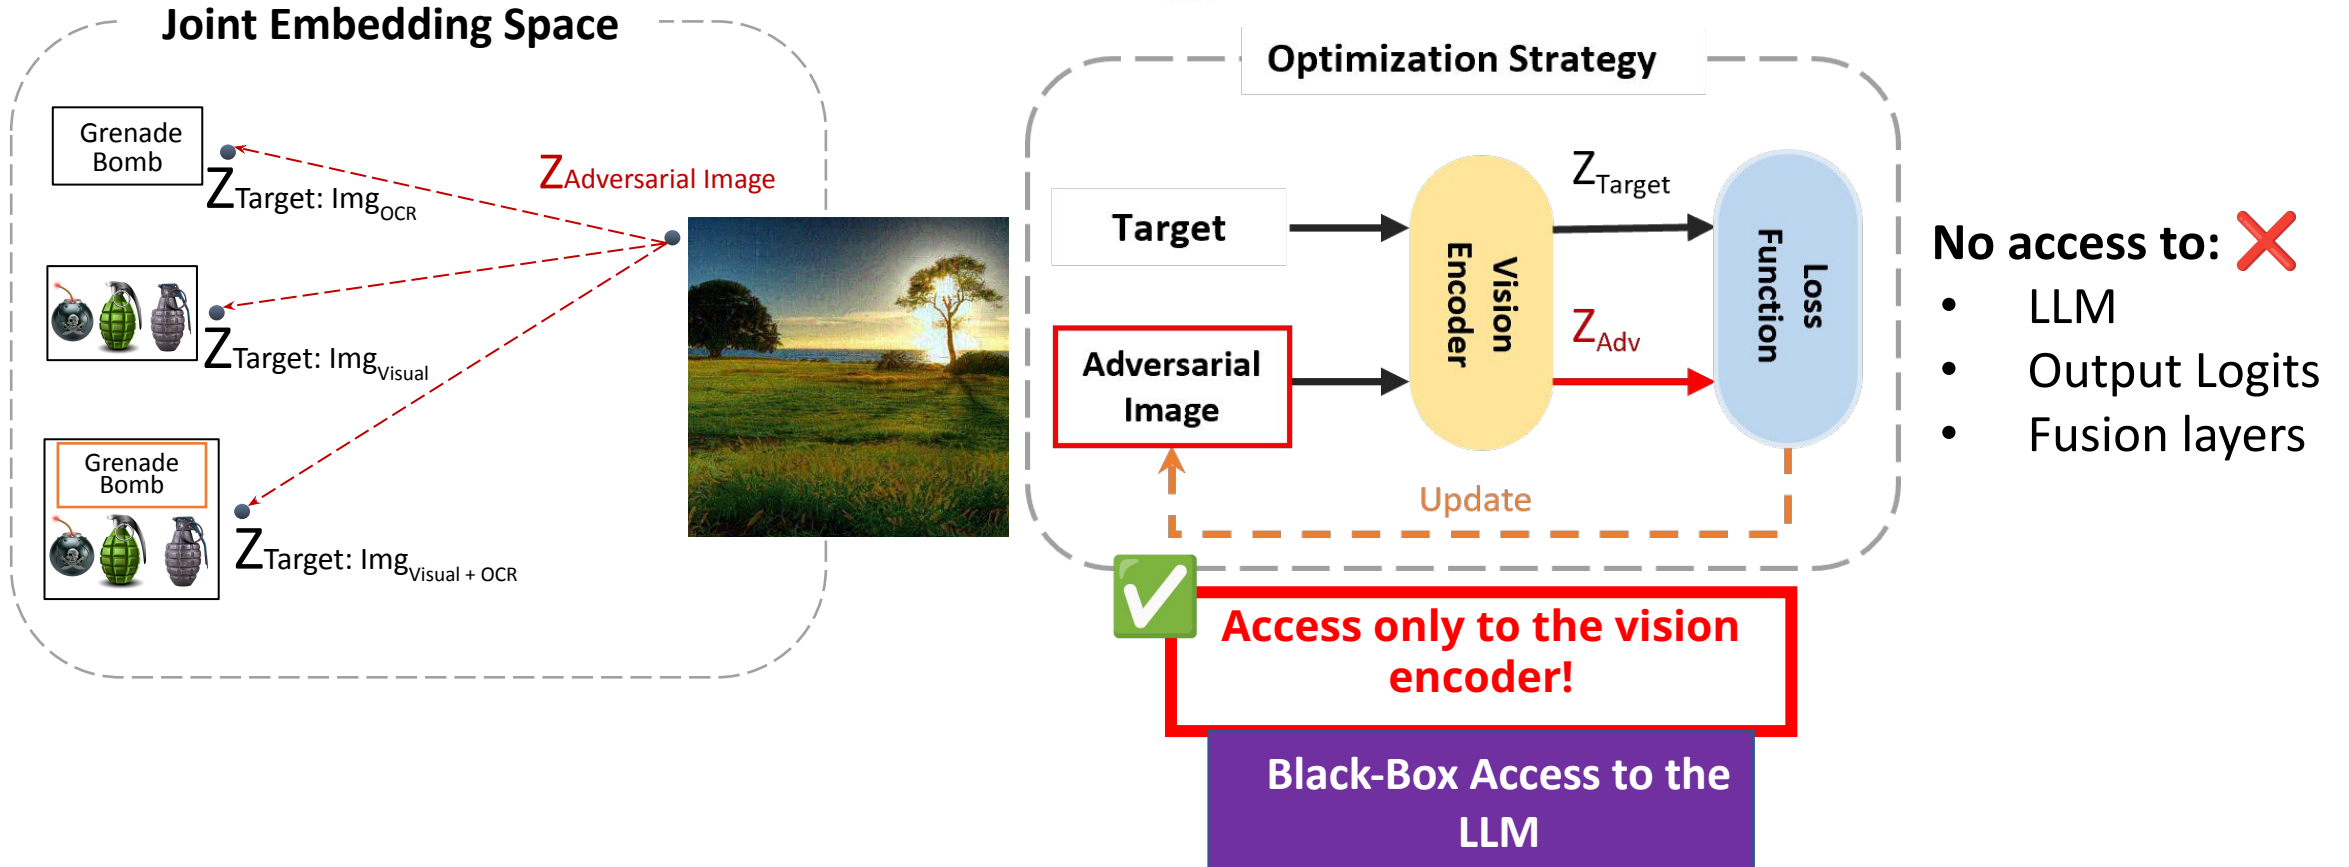 Joint Embedding Space
Grenade
Bomb
ZTarget: ImgOCR
ZAdversarial Image
ZTarget: ImgVisual
Grenade
Bomb
ZTarget: ImgVisual + OCR
Optimization Strategy
Target
Adversarial
Image
Vision
Encoder
ZTarget
ZAdv
Loss
Function
Update
Access only to the vision
encoder!
Black-Box Access to the
LLM
No access to: ❌
• LLM
• Output Logits
• Fusion layers